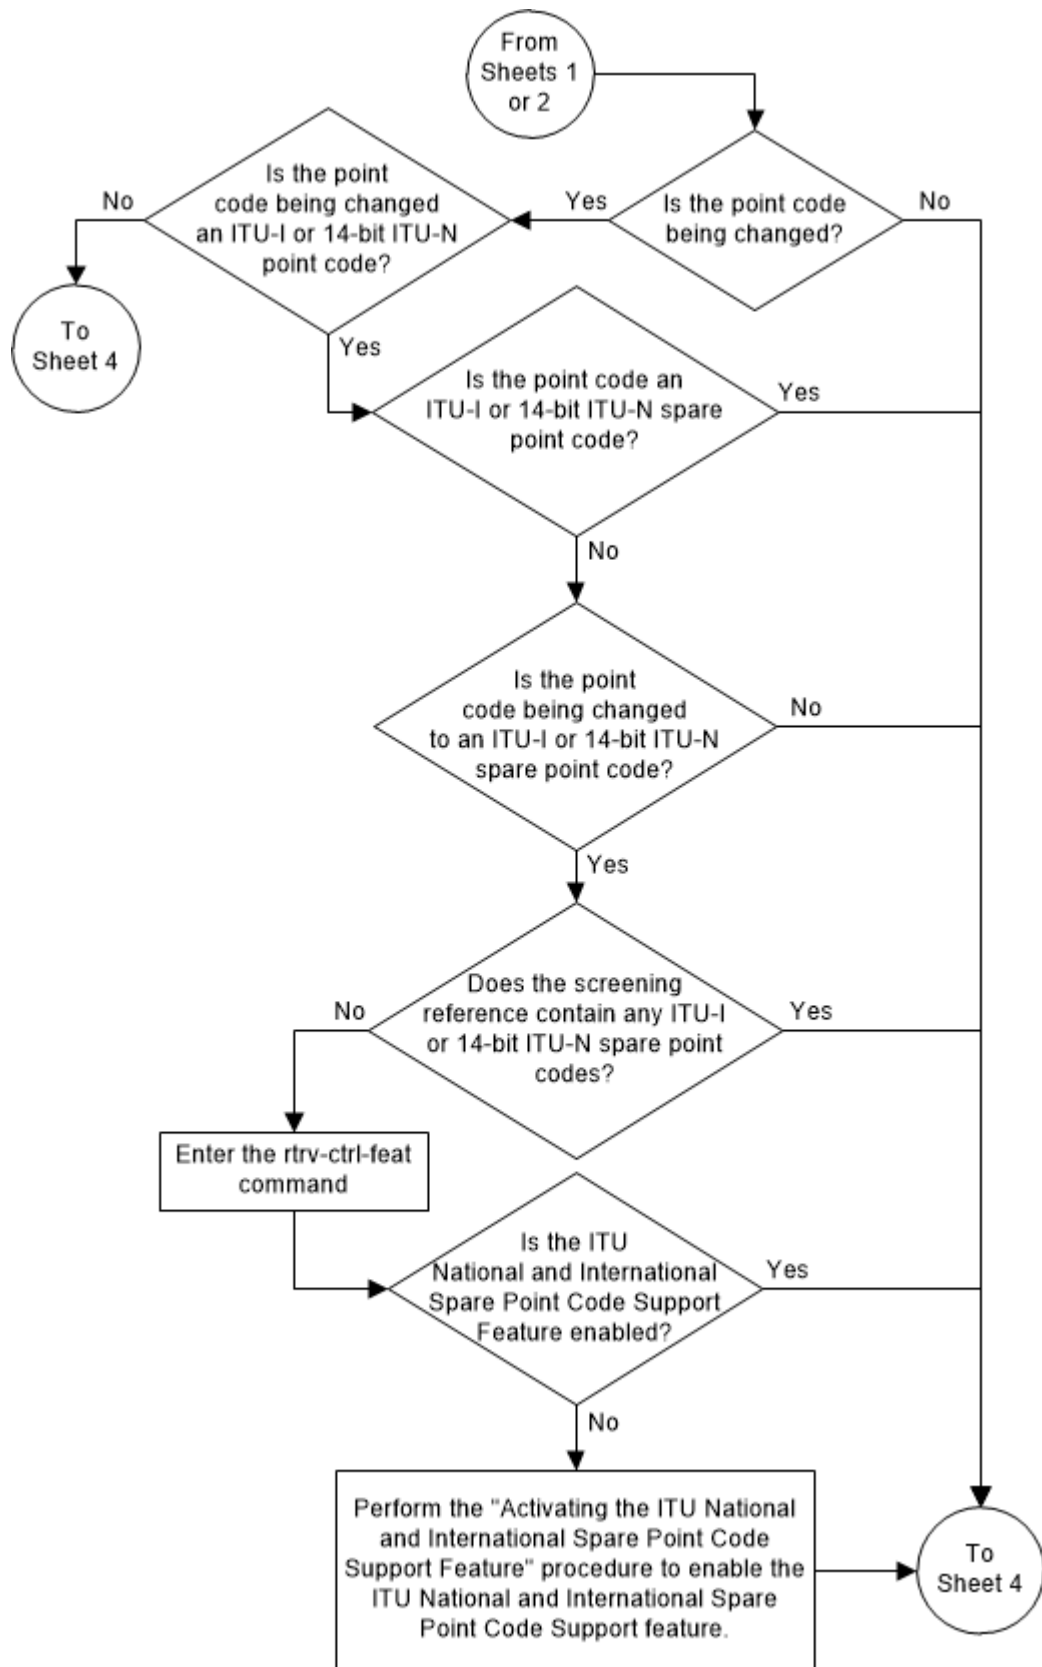 From
Sheets 1
or 2
Is the point code
being changed?
Yes
No
Is the point
code being changed
an ITU-I or 14-bit ITU-N
point code?
No
To
Sheet 4
Yes
Is the point code an
ITU-I or 14-bit ITU-N spare
point code?
Yes
No
Is the point
code being changed
to an ITU-I or 14-bit ITU-N
spare point code?
No
Yes
Does the screening
reference contain any ITU-I
or 14-bit ITU-N spare point
codes?
No
Yes
Enter the rtrv-ctrl-feat
command
Is the ITU
National and International
Spare Point Code Support
Feature enabled?
Yes
No
Perform the "Activating the ITU National
and International Spare Point Code
Support Feature" procedure to enable the
ITU National and International Spare
Point Code Support feature.
To
Sheet 4